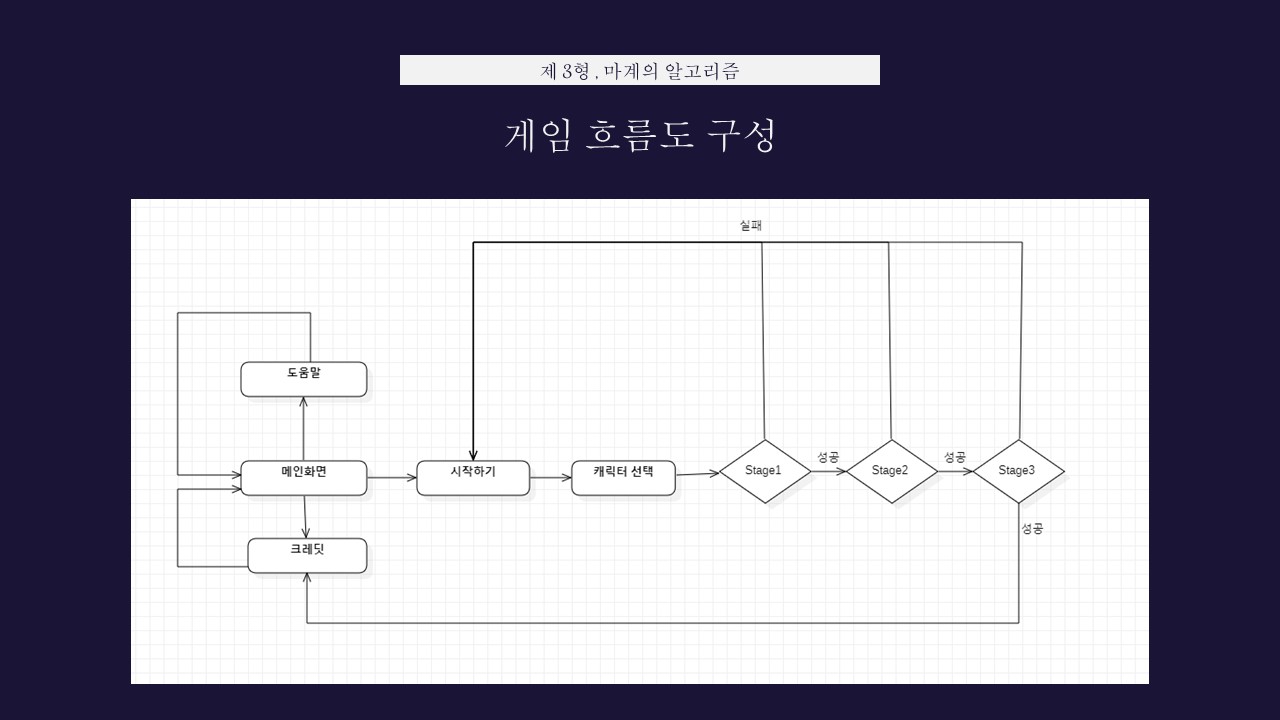 제 3형, 마계의 알고리즘
게임 흐름도 구성
실패
도움말
메인화면
시작하기
캐릭터 선택
Stage1
성공
Stage2
성공
Stage3
성공
크레딧